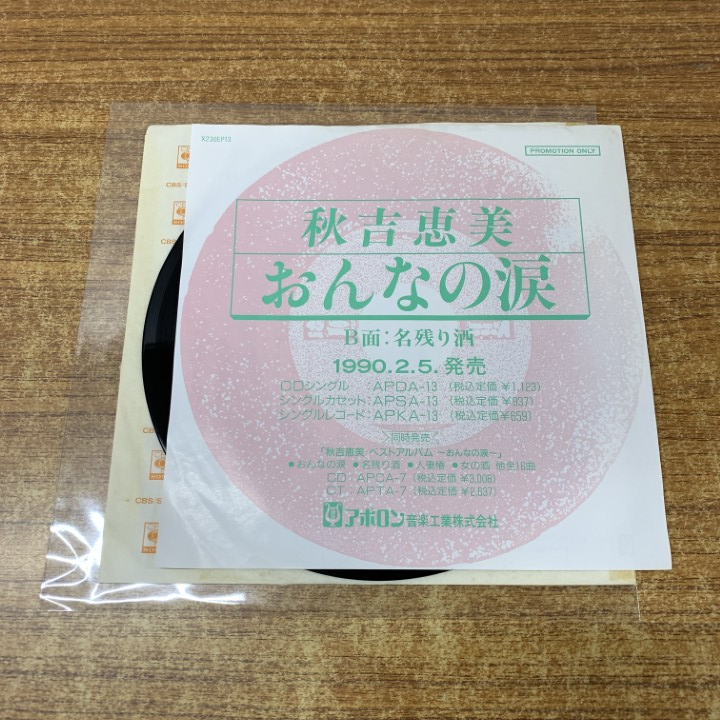 X230EP13
PROMOTION ONLY
秋吉恵美
おんなの涙
B面:名残り酒
1990.2.5.発売
CDシングル :APDA-13 (税込定価 ¥1,123)
シングルカセット:APSA-13 (税込定価 ¥937)
シングルレコード:APKA-13 (税込定価 ¥659)
同時発売
「秋吉恵美 ベストアルバム 〜おんなの涙〜」
●おんなの涙 ●名残り酒 ●人妻椿 ●女の酒 他全16曲
CD:APCA-7 (税込定価 ¥3,008)
CT:APTA-7 (税込定価 ¥2,637)
アポロン音楽工業株式会社
CBS/S
CBS/S
CBS
CBS/S